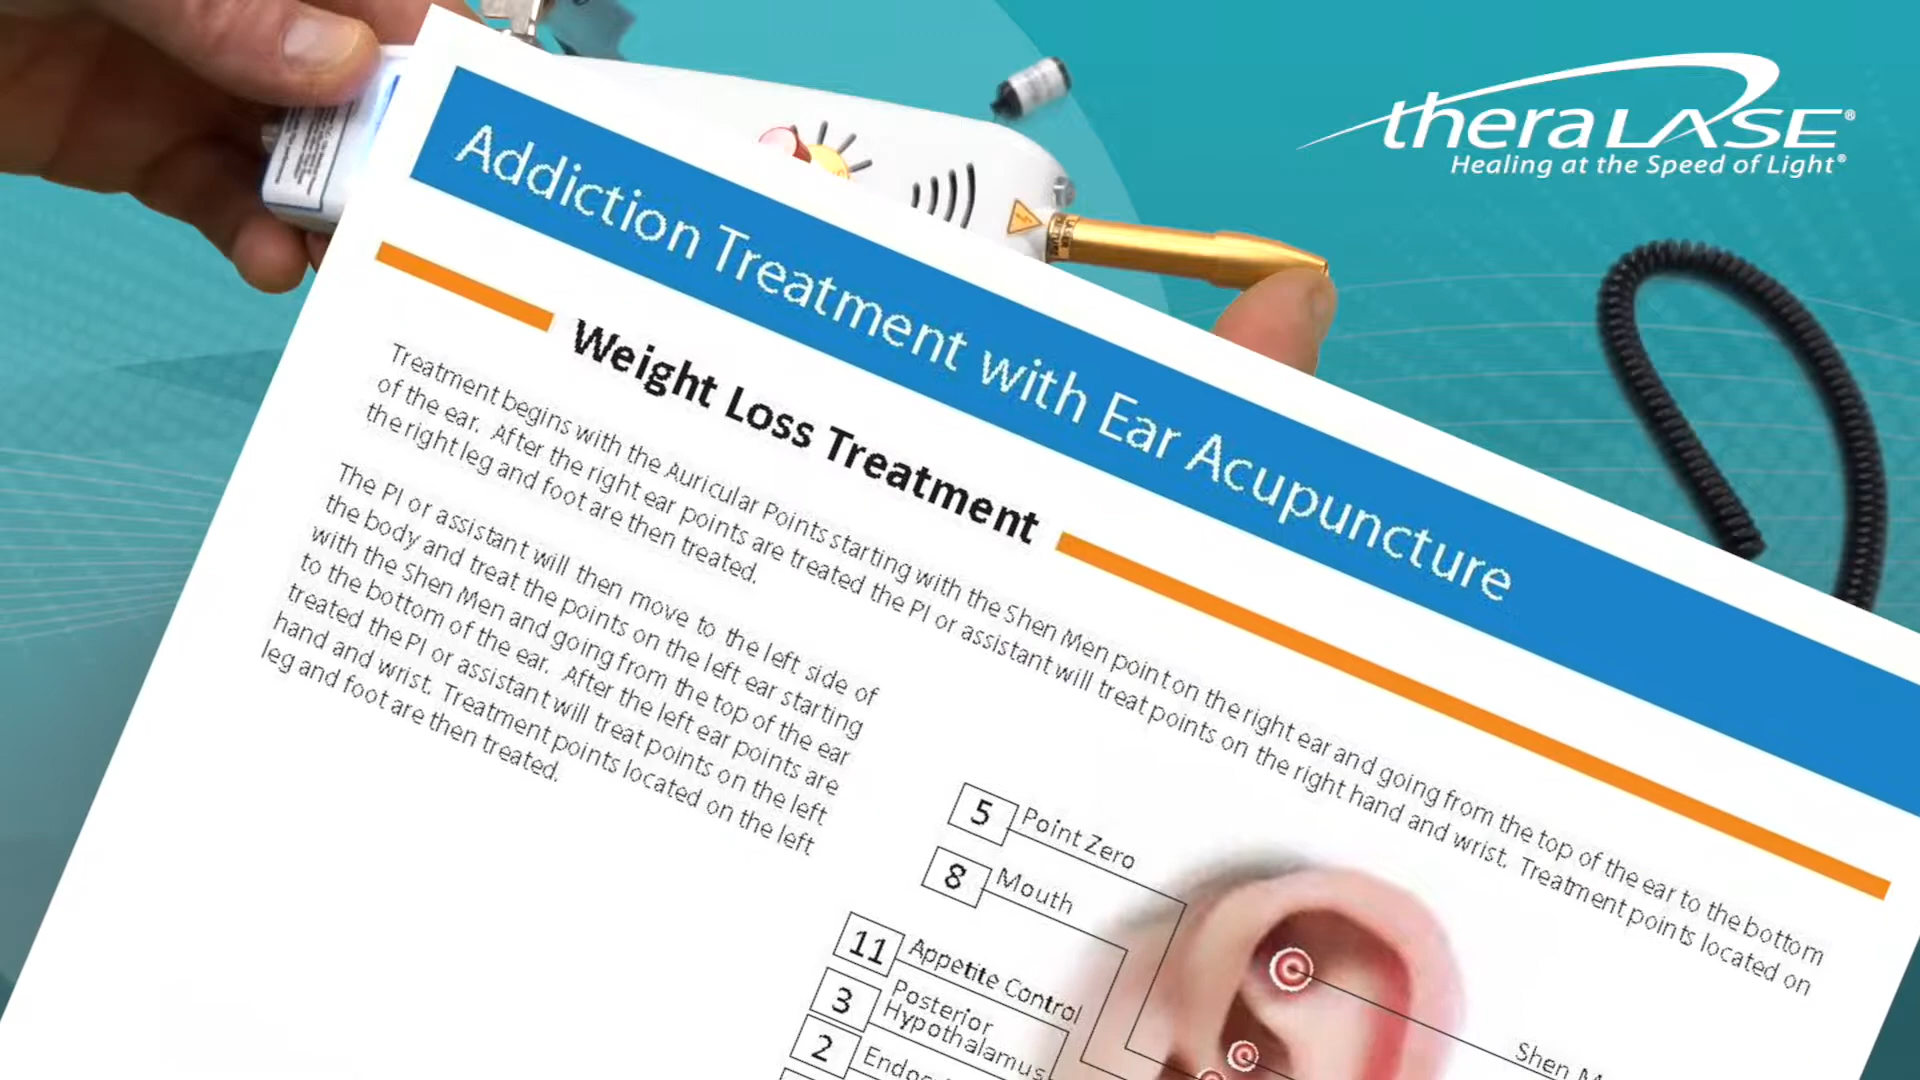 theraLASE®
Healing at the Speed of Light®
Addiction Treatment with Ear Acupuncture
Weight Loss Treatment
Treatment begins with the Auricular Points starting with the Shen Men point on the right ear and going from the top of the ear to the bottom
of the ear. After the right ear points are treated the PI or assistant will treat points on the right hand and wrist. Treatment points located on
the right leg and foot are then treated.
The PI or assistant will then move to the left side of
the body and treat the points on the left ear starting
with the Shen Men and going from the top of the ear
to the bottom of the ear. After the left ear points are
treated the PI or assistant will treat points on the left
hand and wrist. Treatment points located on the left
leg and foot are then treated.
5 Point Zero
8 Mouth
11 Appetite Control
3 Posterior
Hypothalamus
2
Shen